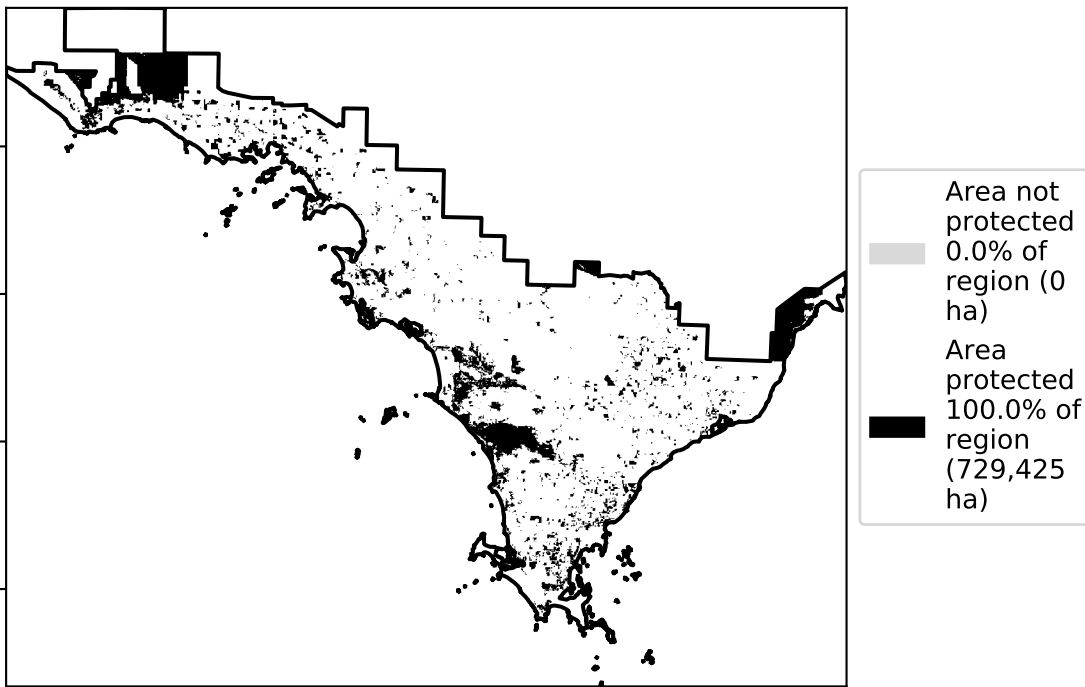 Area not
protected
0.0% of
region (0
ha)
Area
protected
100.0% of
region
(729,425
ha)